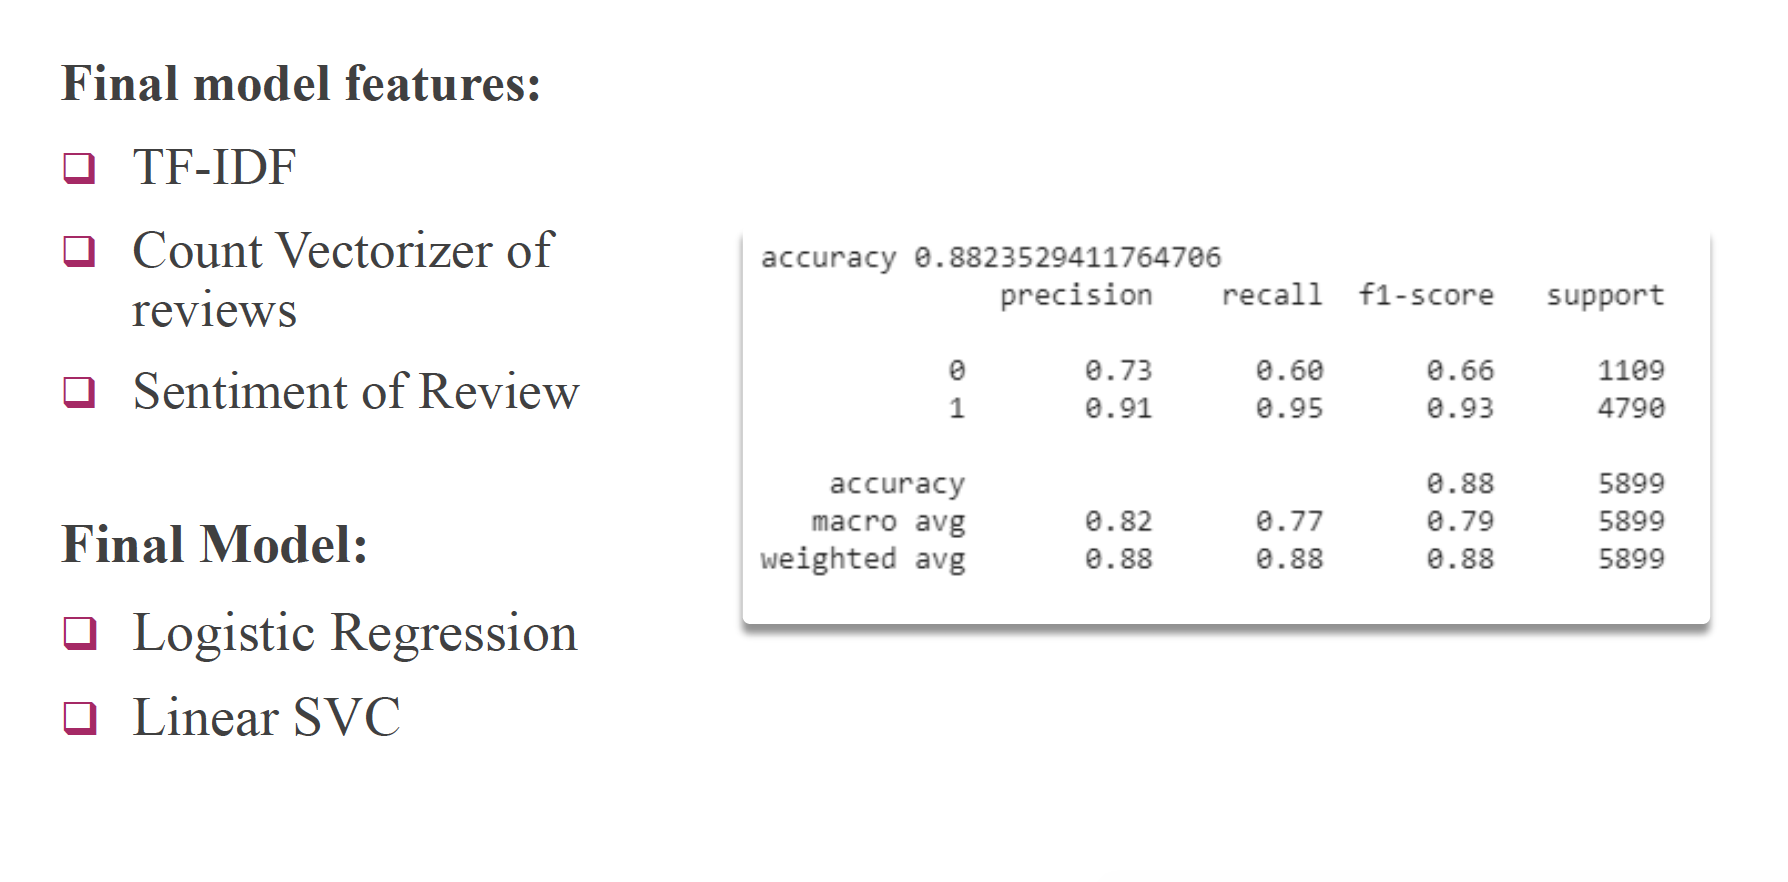 Final model features:
TF-IDF
Count Vectorizer of
reviews
Sentiment of Review
Final Model:
Logistic Regression
Linear SVC
accuracy 0.8823529411764706
precision recall f1-score support
0 0.73 0.60 0.66 1109
1 0.91 0.95 0.93 4790
accuracy 0.88 5899
macro avg 0.82 0.77 0.79 5899
weighted avg 0.88 0.88 0.88 5899